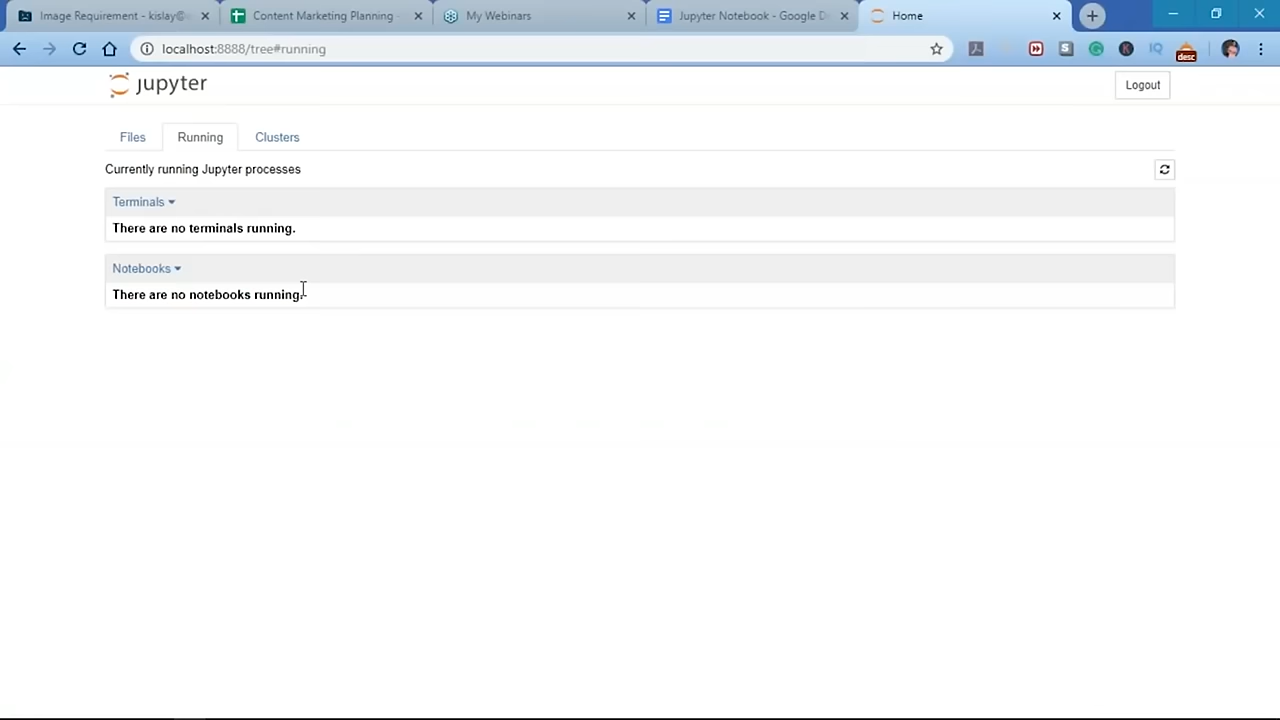 Image Requirement - kislay@
Content Marketing Planning -
My Webinars
Jupyter Notebook - Google D
Home
localhost:8888/tree#running
desc
jupyter
Logout
Files
Running
Clusters
Currently running Jupyter processes
Terminals
There are no terminals running.
Notebooks
There are no notebooks running.